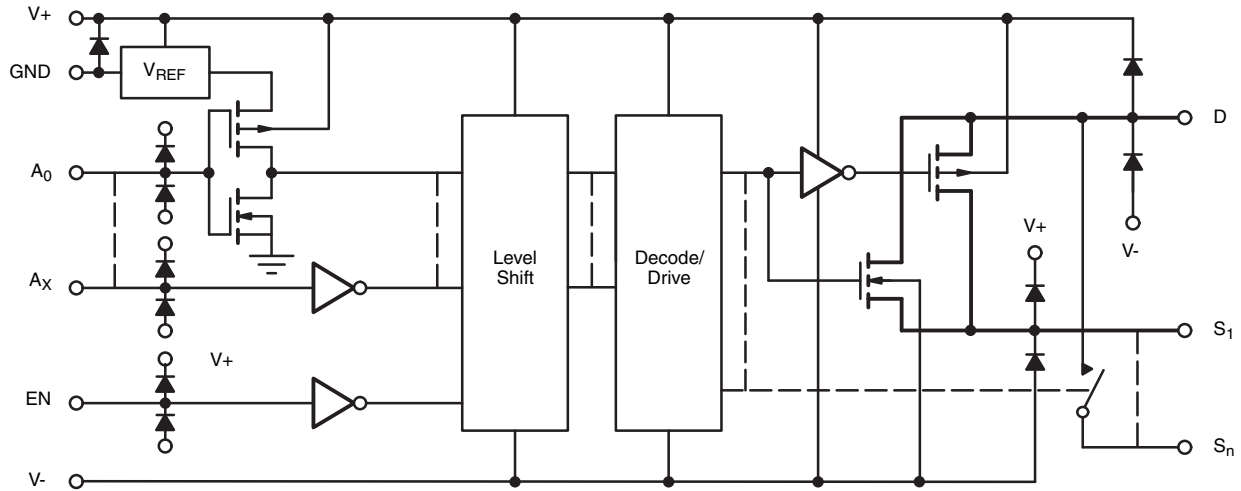 V+
GND
VREF
A0
AX
EN
V+
V-
Level
Shift
Decode/
Drive
D
V+
V-
S1
Sn